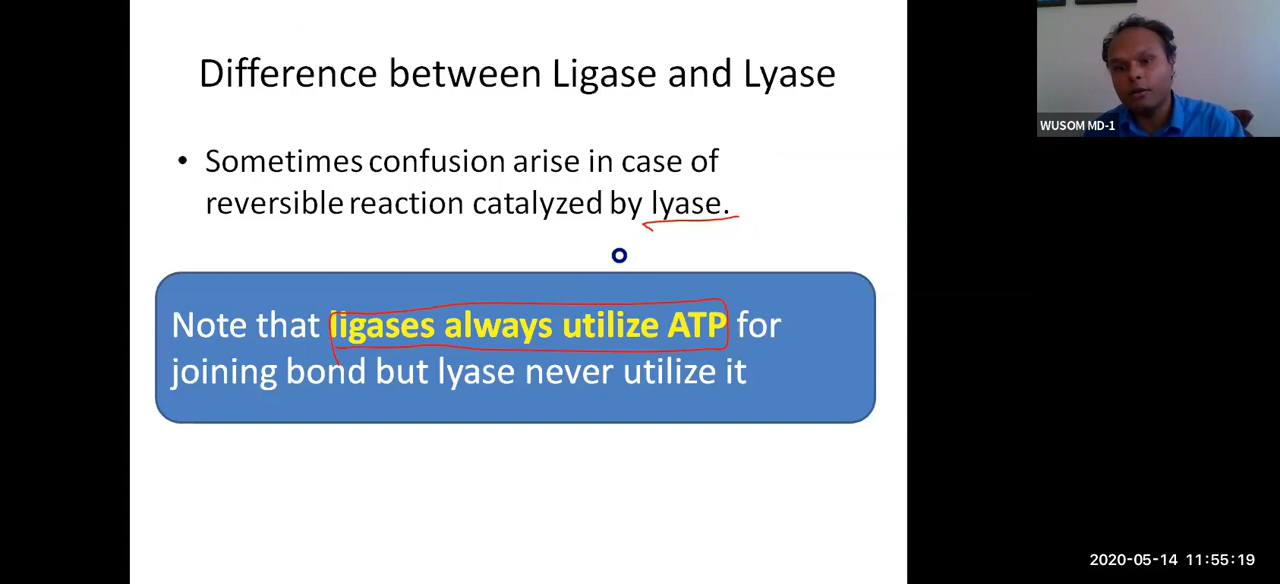 Difference between Ligase and Lyase
• Sometimes confusion arise in case of
reversible reaction catalyzed by lyase.
Note that ligases always utilize ATP for
joining bond but lyase never utilize it
WUSOM MD-1
2020-05-14 11:55:19